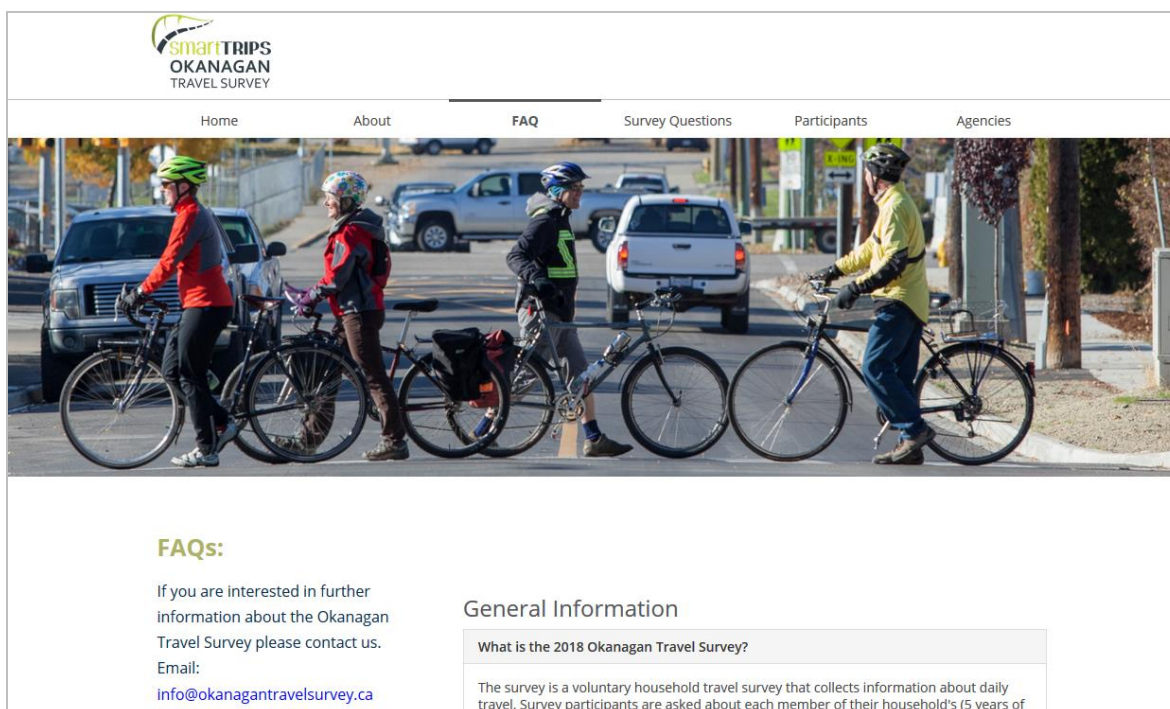 smartTRIPS
OKANAGAN
TRAVEL SURVEY
Home About FAQ Survey Questions Participants Agencies
X-ING
FAQs:
If you are interested in further
information about the Okanagan
Travel Survey please contact us.
Email:
info@okanagantravelsurvey.ca
General Information
What is the 2018 Okanagan Travel Survey?
The survey is a voluntary household travel survey that collects information about daily
travel. Survey participants are asked about each member of their household's (5 years of